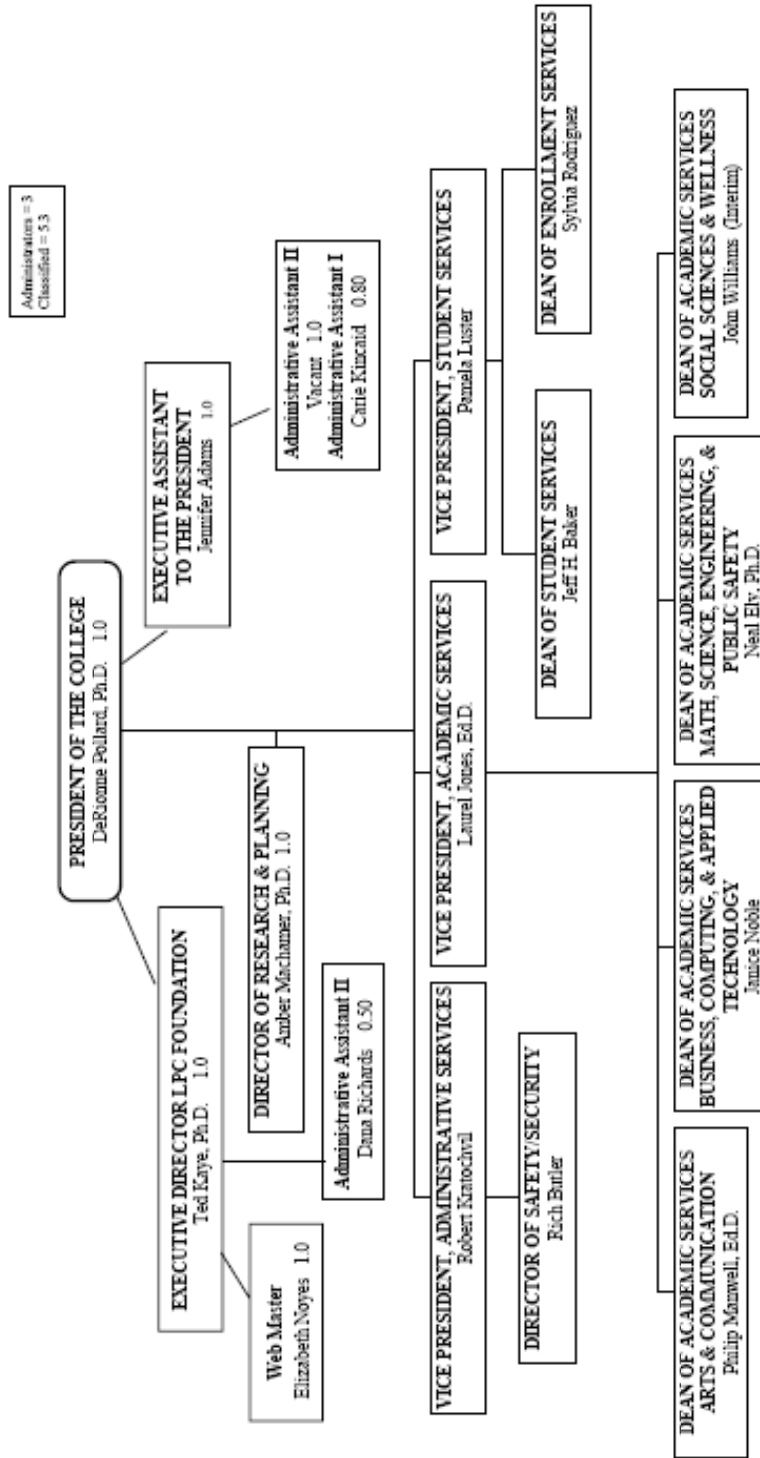 Administrators = 3
Classified = 5.3
PRESIDENT OF THE COLLEGE
DeRionne Pollard, Ph.D. 1.0
EXECUTIVE DIRECTOR LPC FOUNDATION
Ted Kaye, Ph.D. 1.0
EXECUTIVE ASSISTANT
TO THE PRESIDENT
Jennifer Adams 1.0
Web Master
Elizabeth Noyes 1.0
DIRECTOR OF RESEARCH & PLANNING
Amber Machamer, Ph.D. 1.0
Administrative Assistant II
Vacant 1.0
Administrative Assistant I
Carie Kincaid 0.80
Administrative Assistant II
Dana Richards 0.50
VICE PRESIDENT, ADMINISTRATIVE SERVICES
Robert Kratochvil
VICE PRESIDENT, ACADEMIC SERVICES
Laurel Jones, Ed.D.
VICE PRESIDENT, STUDENT SERVICES
Pamela Luster
DIRECTOR OF SAFETY/SECURITY
Rich Butler
DEAN OF STUDENT SERVICES
Jeff H. Baker
DEAN OF ENROLLMENT SERVICES
Sylvia Rodriguez
DEAN OF ACADEMIC SERVICES
ARTS & COMMUNICATION
Philip Manwell, Ed.D.
DEAN OF ACADEMIC SERVICES
BUSINESS, COMPUTING, & APPLIED
TECHNOLOGY
Janice Noble
DEAN OF ACADEMIC SERVICES
MATH, SCIENCE, ENGINEERING, &
PUBLIC SAFETY
Neal Ely, Ph.D.
DEAN OF ACADEMIC SERVICES
SOCIAL SCIENCES & WELLNESS
John Williams (Interim)